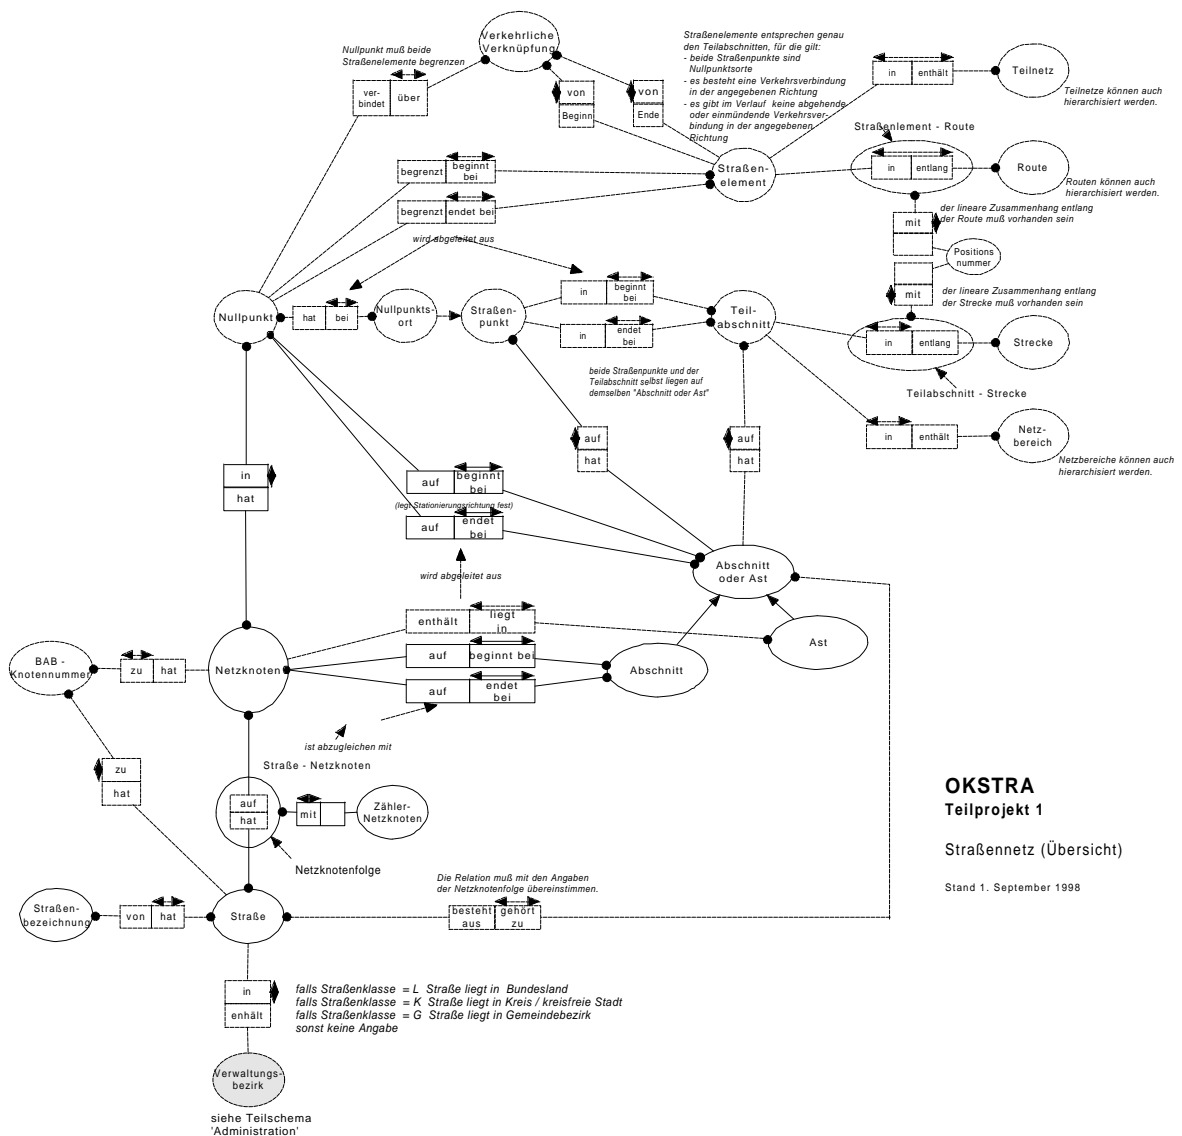 Verkehrliche
Verknüpfung
Nullpunkt muß beide
Straßenelemente begrenzen
ver-
bindet
über
von
Beginn
von
Ende
Straßenelemente entsprechen genau
den Teilabschnitten, für die gilt:
- beide Straßenpunkte sind
Nullpunktsorte
- es besteht eine Verkehrsverbindung
in der angegebenen Richtung
- es gibt im Verlauf keine abgehende
oder einmündende Verkehrsver-
bindung in der angegebenen
Richtung
in
enthält
Teilnetz
Teilnetze können auch
hierarchisiert werden.
Straßenlement - Route
begrenzt
beginnt
bei
Straßen-
element
in
entlang
Route
Routen können auch
hierarchisiert werden.
begrenzt
endet bei
der lineare Zusammenhang entlang
der Route muß vorhanden sein
mit
wird abgeleitet aus
Positions
nummer
in
beginnt
bei
mit
der lineare Zusammenhang entlang
der Strecke muß vorhanden sein
Nullpunkt
hat
bei
Nullpunkts-
ort
Straßen-
punkt
Teil-
abschnitt
in
endet
bei
in
entlang
Strecke
beide Straßenpunkte und der
Teilabschnitt selbst liegen auf
demselben "Abschnitt oder Ast"
Teilabschnitt - Strecke
auf
hat
auf
hat
in
enthält
Netz-
bereich
Netzbereiche können auch
hierarchisiert werden.
in
hat
auf
beginnt
bei
(legt Stationierungsrichtung fest)
auf
endet
bei
wird abgeleitet aus
Abschnitt
oder Ast
enthält
liegt
in
Ast
BAB -
Knotennummer
zu
hat
Netzknoten
auf
beginnt bei
Abschnitt
auf
endet
bei
ist abzugleichen mit
Straße - Netzknoten
zu
hat
auf
hat
mit
Zähler-
Netzknoten
Netzknotenfolge
OKSTRA
Teilprojekt 1
Straßennetz (Übersicht)
Stand 1. September 1998
Die Relation muß mit den Angaben
der Netzknotenfolge übereinstimmen.
Straßen-
bezeichnung
von
hat
Straße
besteht
aus
gehört
zu
in
enhält
falls Straßenklasse = L Straße liegt in Bundesland
falls Straßenklasse = K Straße liegt in Kreis / kreisfreie Stadt
falls Straßenklasse = G Straße liegt in Gemeindebezirk
sonst keine Angabe
Verwaltungs-
bezirk
siehe Teilschema
'Administration'